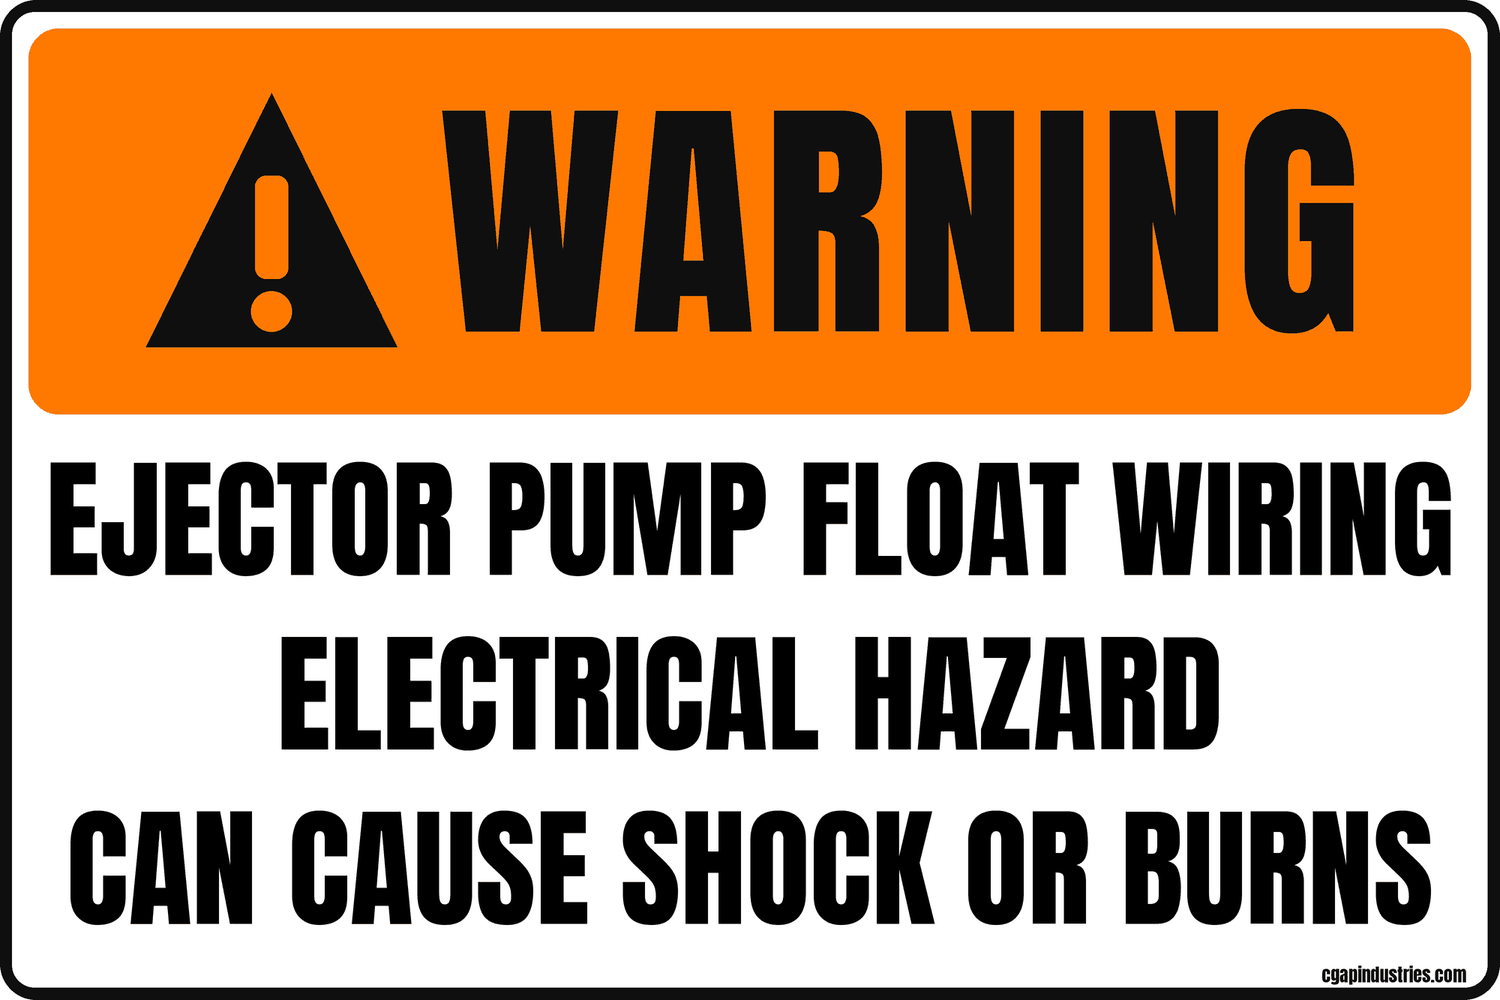 WARNING
EJECTOR PUMP FLOAT WIRING
ELECTRICAL HAZARD
CAN CAUSE SHOCK OR BURNS
cgapindustries.com